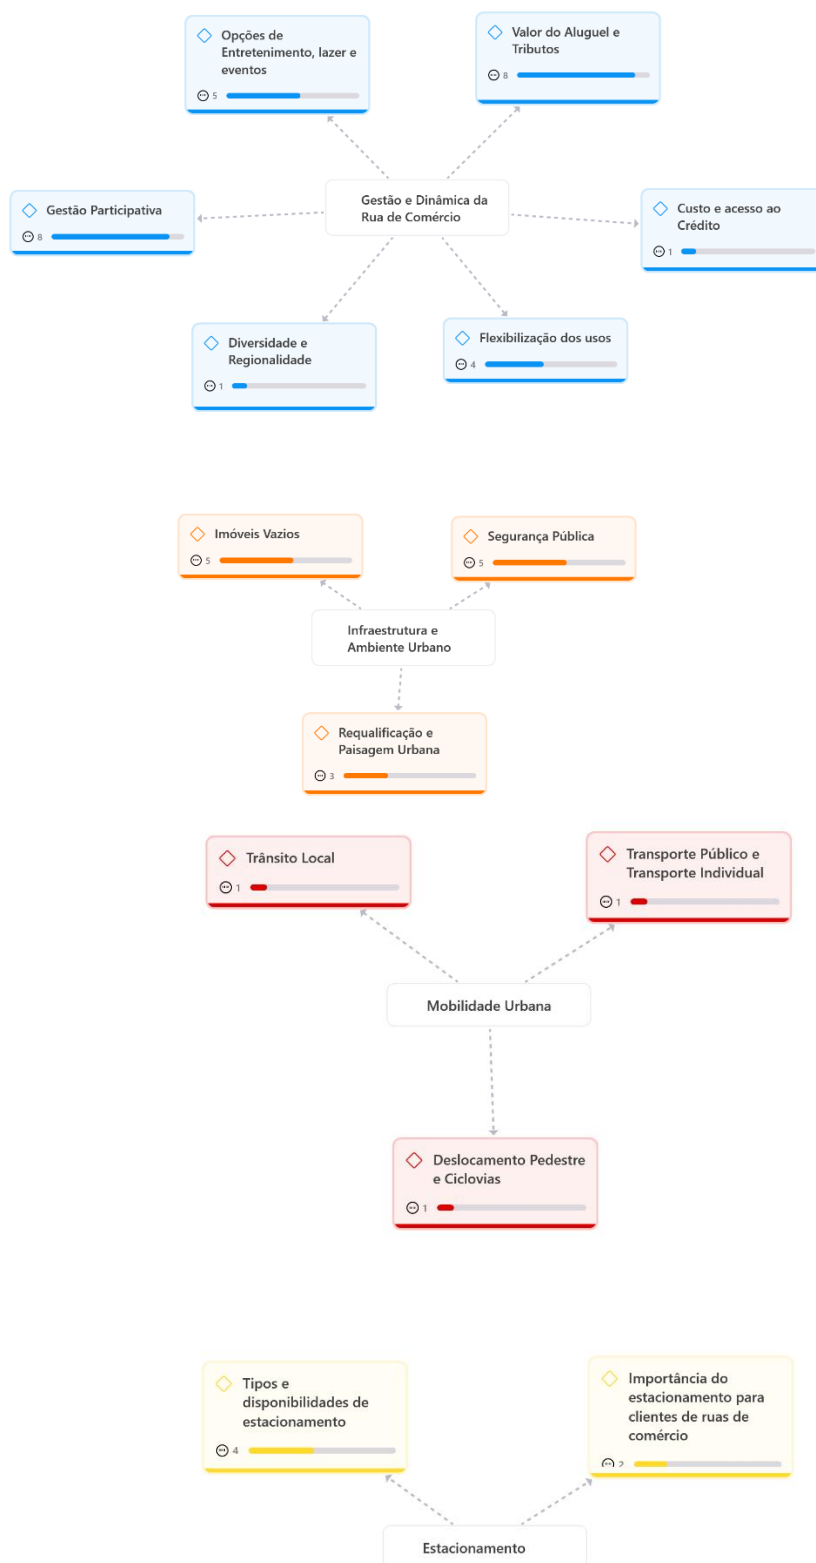 Opções de
Entretenimento, lazer e
eventos
5
Valor do Aluguel e
Tributos
8
Gestão Participativa
8
Gestão e Dinâmica da
Rua de Comércio
Custo e acesso ao
Crédito
1
Diversidade e
Regionalidade
1
Flexibilização dos usos
4
Imóveis Vazios
5
Segurança Pública
5
Infraestrutura e
Ambiente Urbano
Requalificação e
Paisagem Urbana
3
Trânsito Local
1
Transporte Público e
Transporte Individual
1
Mobilidade Urbana
Deslocamento Pedestre
e Ciclovias
1
Tipos e
disponibilidades de
estacionamento
4
Importância do
estacionamento para
clientes de ruas de
comércio
2
Estacionamento